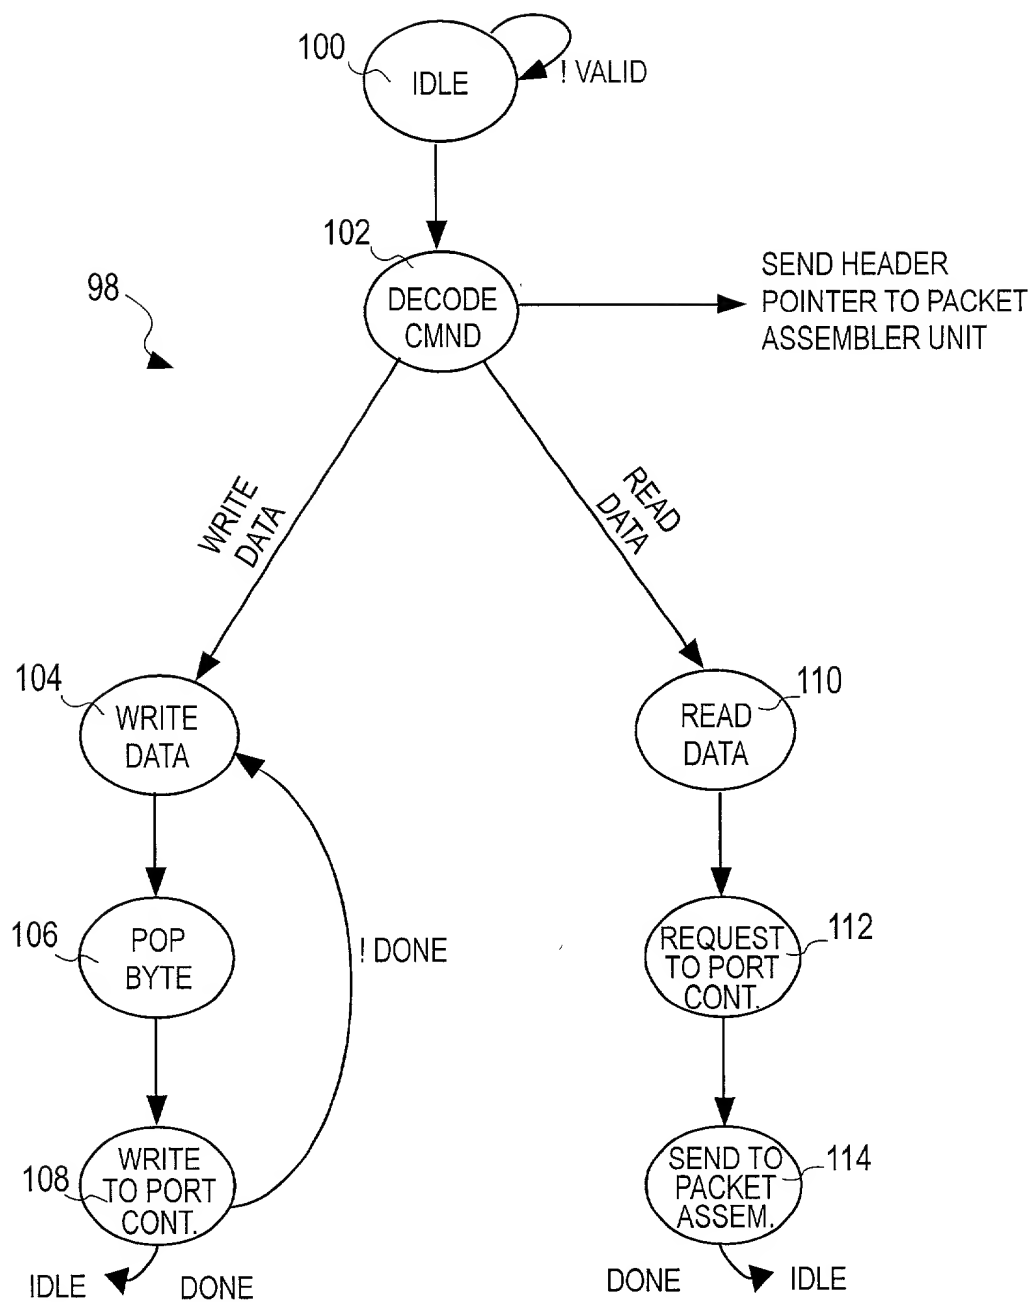 100
IDLE
! VALID
102
DECODE
CMND
SEND HEADER
POINTER TO PACKET
ASSEMBLER UNIT
98
WRITE
DATA
READ
DATA
104
WRITE
DATA
110
READ
DATA
106
POP
BYTE
! DONE
112
REQUEST
TO PORT
CONT.
108
WRITE
TO PORT
CONT.
114
SEND TO
PACKET
ASSEM.
IDLE
DONE
DONE
IDLE